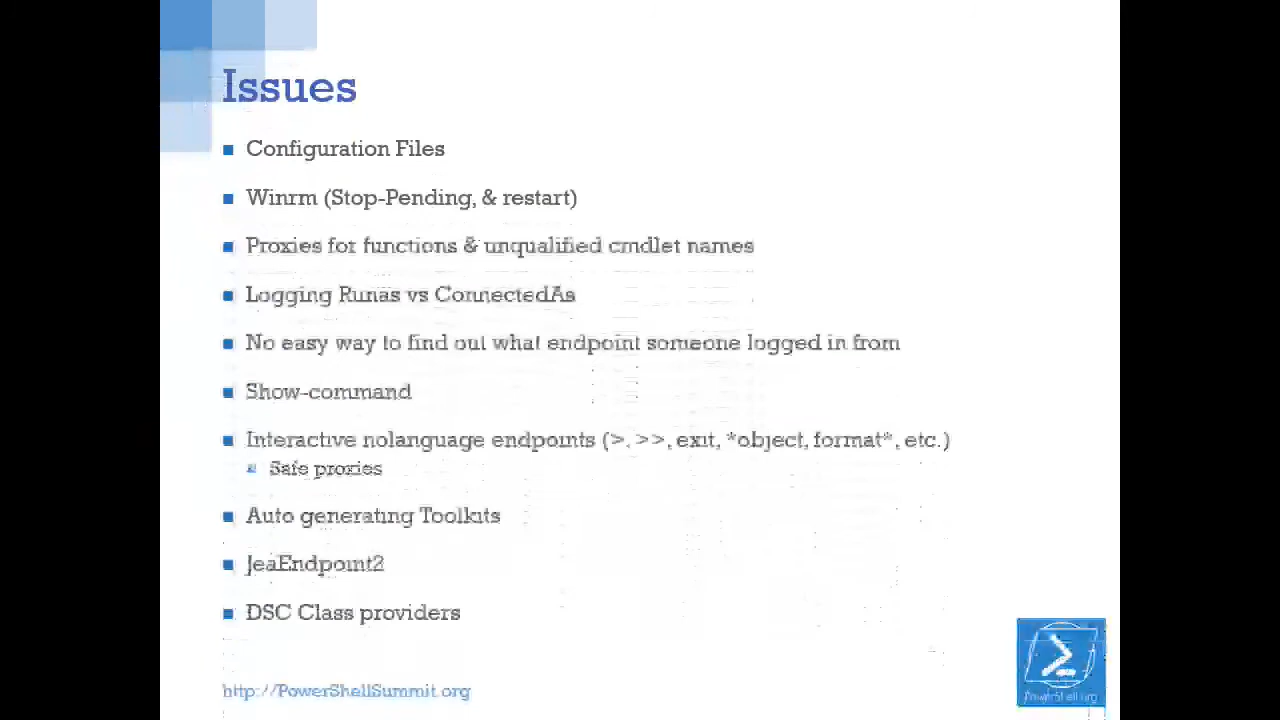 Issues
Configuration Files
Winrm (Stop-Pending, & restart)
Proxies for functions & unqualified cmdlet names
Logging Runas vs ConnectedAs
No easy way to find out what endpoint someone logged in from
Show-command
Interactive nolanguage endpoints (>, >>, exit, *object, format*, etc.)
Safe proxies
Auto generating Toolkits
JeaEndpoint2
DSC Class providers
http://PowerShellSummit.org
PowerShell.org